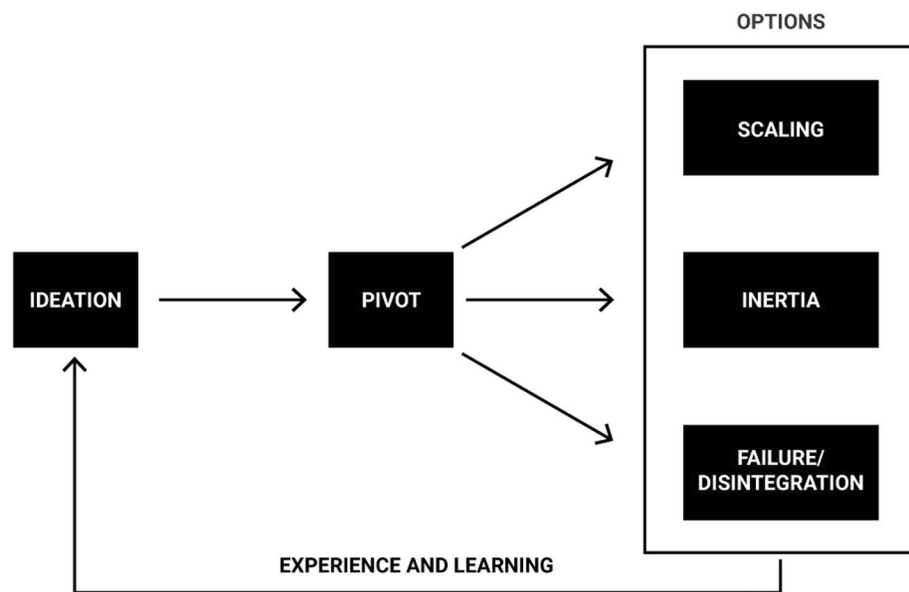 OPTIONS
SCALING
IDEATION
PIVOT
INERTIA
FAILURE/
DISINTEGRATION
EXPERIENCE AND LEARNING